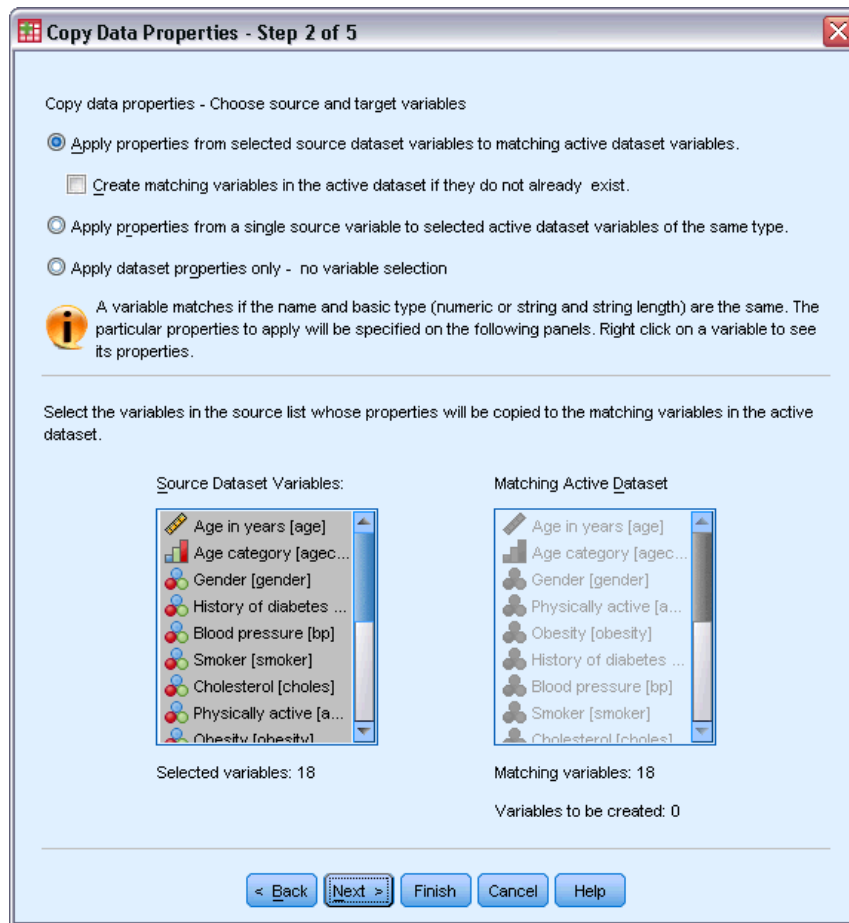 Copy Data Properties - Step 2 of 5
Copy data properties - Choose source and target variables
Apply properties from selected source dataset variables to matching active dataset variables.
Create matching variables in the active dataset if they do not already exist.
Apply properties from a single source variable to selected active dataset variables of the same type.
Apply dataset properties only - no variable selection
A variable matches if the name and basic type (numeric or string and string length) are the same. The
particular properties to apply will be specified on the following panels. Right click on a variable to see
its properties.
Select the variables in the source list whose properties will be copied to the matching variables in the active
dataset.
Source Dataset Variables:
Age in years [age]
Age category [agec...
Gender [gender]
History of diabetes ...
Blood pressure [bp]
Smoker [smoker]
Cholesterol [choles]
Physically active [a...
Obesity [obesity]
Selected variables: 18
Matching Active Dataset
Age in years [age]
Age category [agec...
Gender [gender]
Physically active [a...
Obesity [obesity]
History of diabetes ...
Blood pressure [bp]
Smoker [smoker]
Cholesterol [choles]
Matching variables: 18
Variables to be created: 0
< Back
Next >
Finish
Cancel
Help